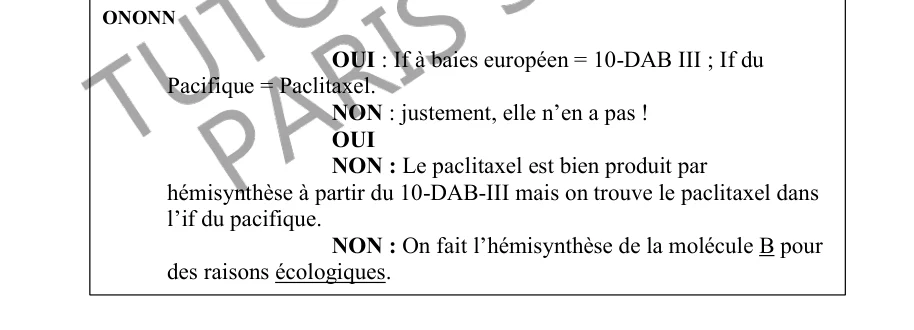 ONONN
OUI : If à baies européen = 10-DAB III ; If du
Pacifique = Paclitaxel.
NON : justement, elle n’en a pas !
OUI
NON : Le paclitaxel est bien produit par
hémisynthèse à partir du 10-DAB-III mais on trouve le paclitaxel dans
l’if du pacifique.
NON : On fait l’hémisynthèse de la molécule B pour
des raisons écologiques.